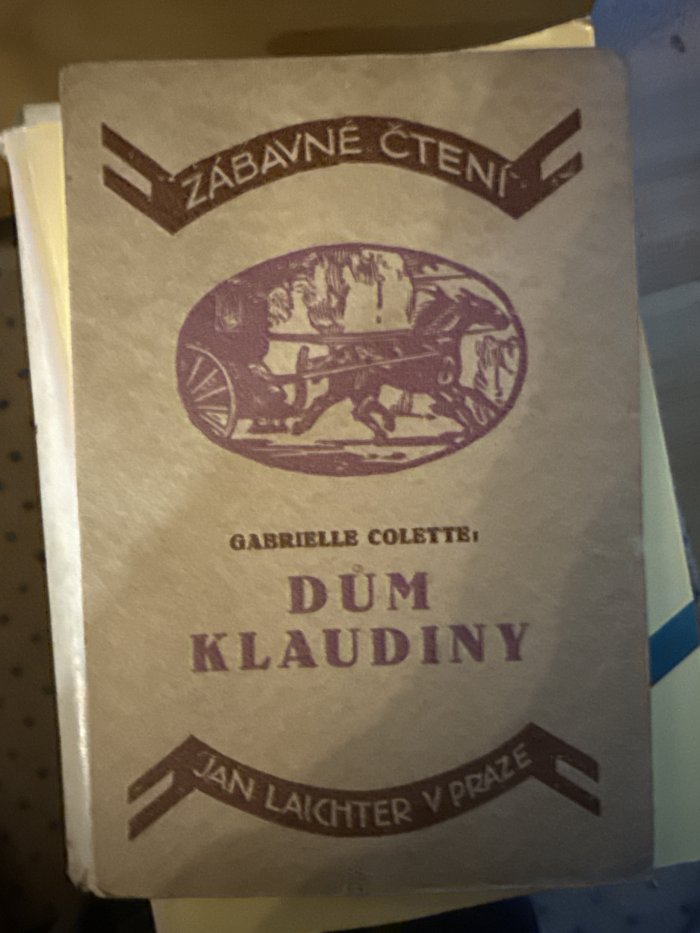 ZÁBAVNÉ ČTENÍ
GABRIELLE COLETTE:
DŮM
KLAUDINY
JAN LAICHTER V PRAZE